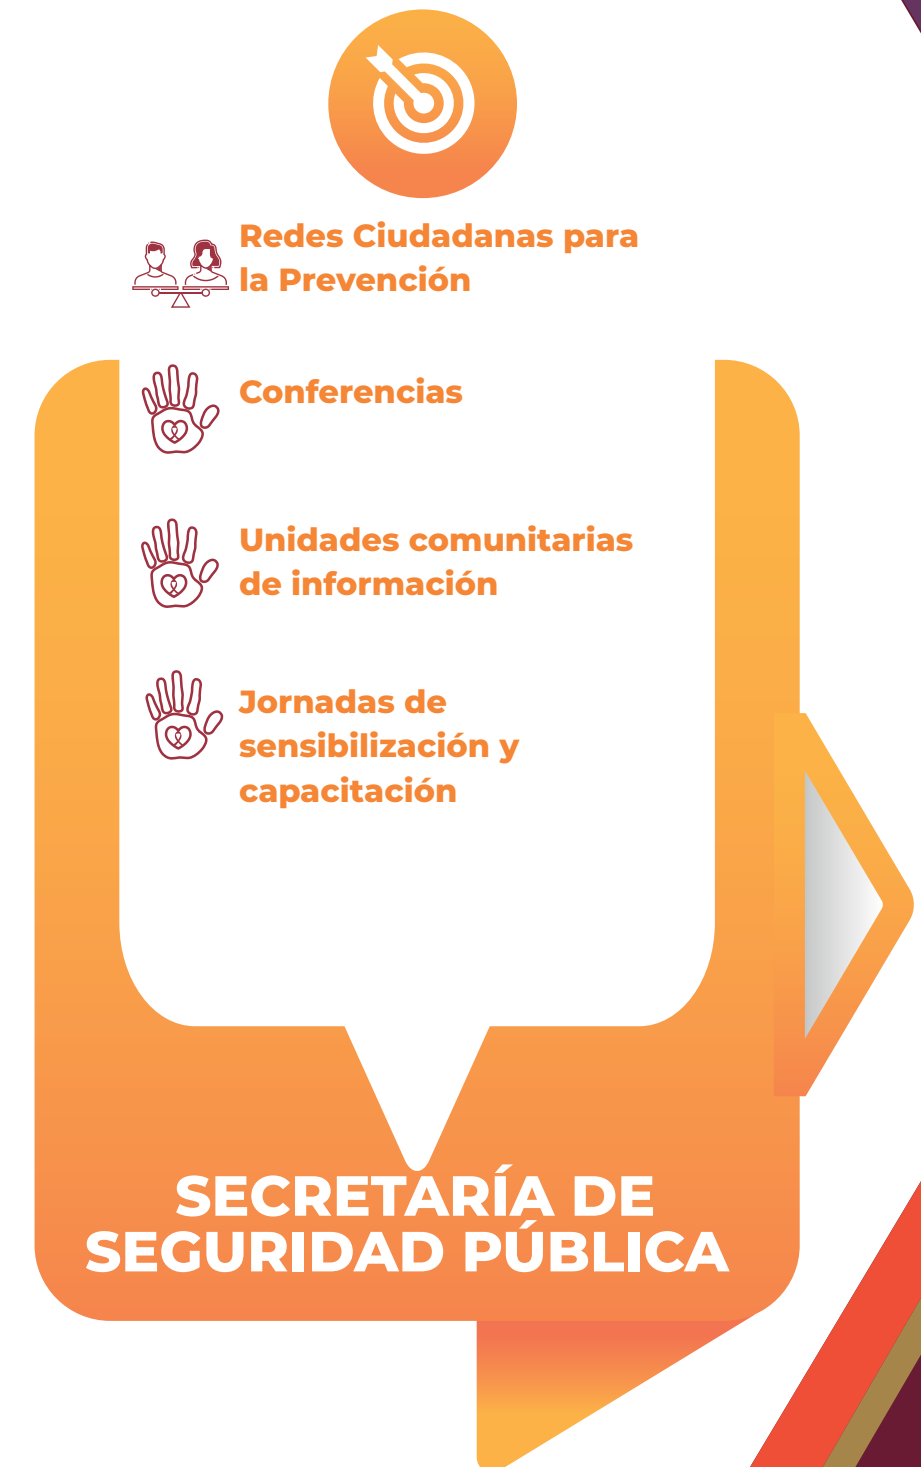 Redes Ciudadanas para
la Prevención
Conferencias
Unidades comunitarias
de información
Jornadas de
sensibilización y
capacitación
SECRETARÍA DE
SEGURIDAD PÚBLICA